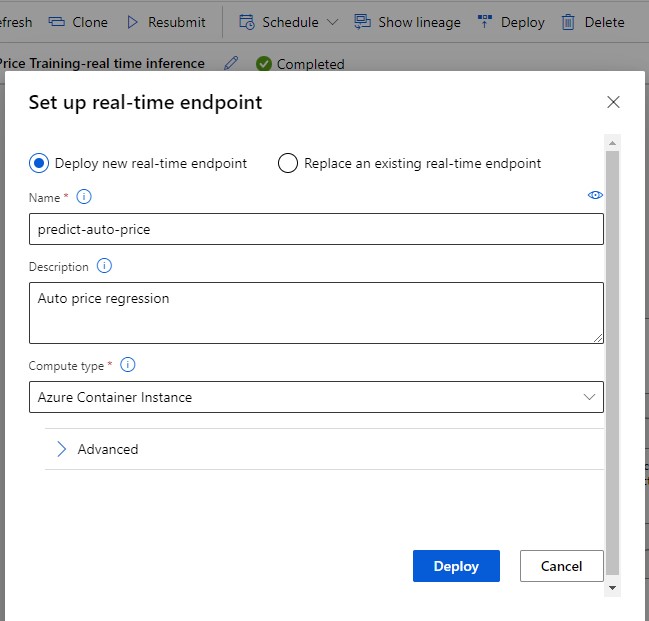 efresh Clone Resubmit Schedule Show lineage Deploy Delete
Price Training-real time inference Completed
Set up real-time endpoint
Deploy new real-time endpoint Replace an existing real-time endpoint
Name *
predict-auto-price
Description
Auto price regression
Compute type *
Azure Container Instance
Advanced
Deploy Cancel